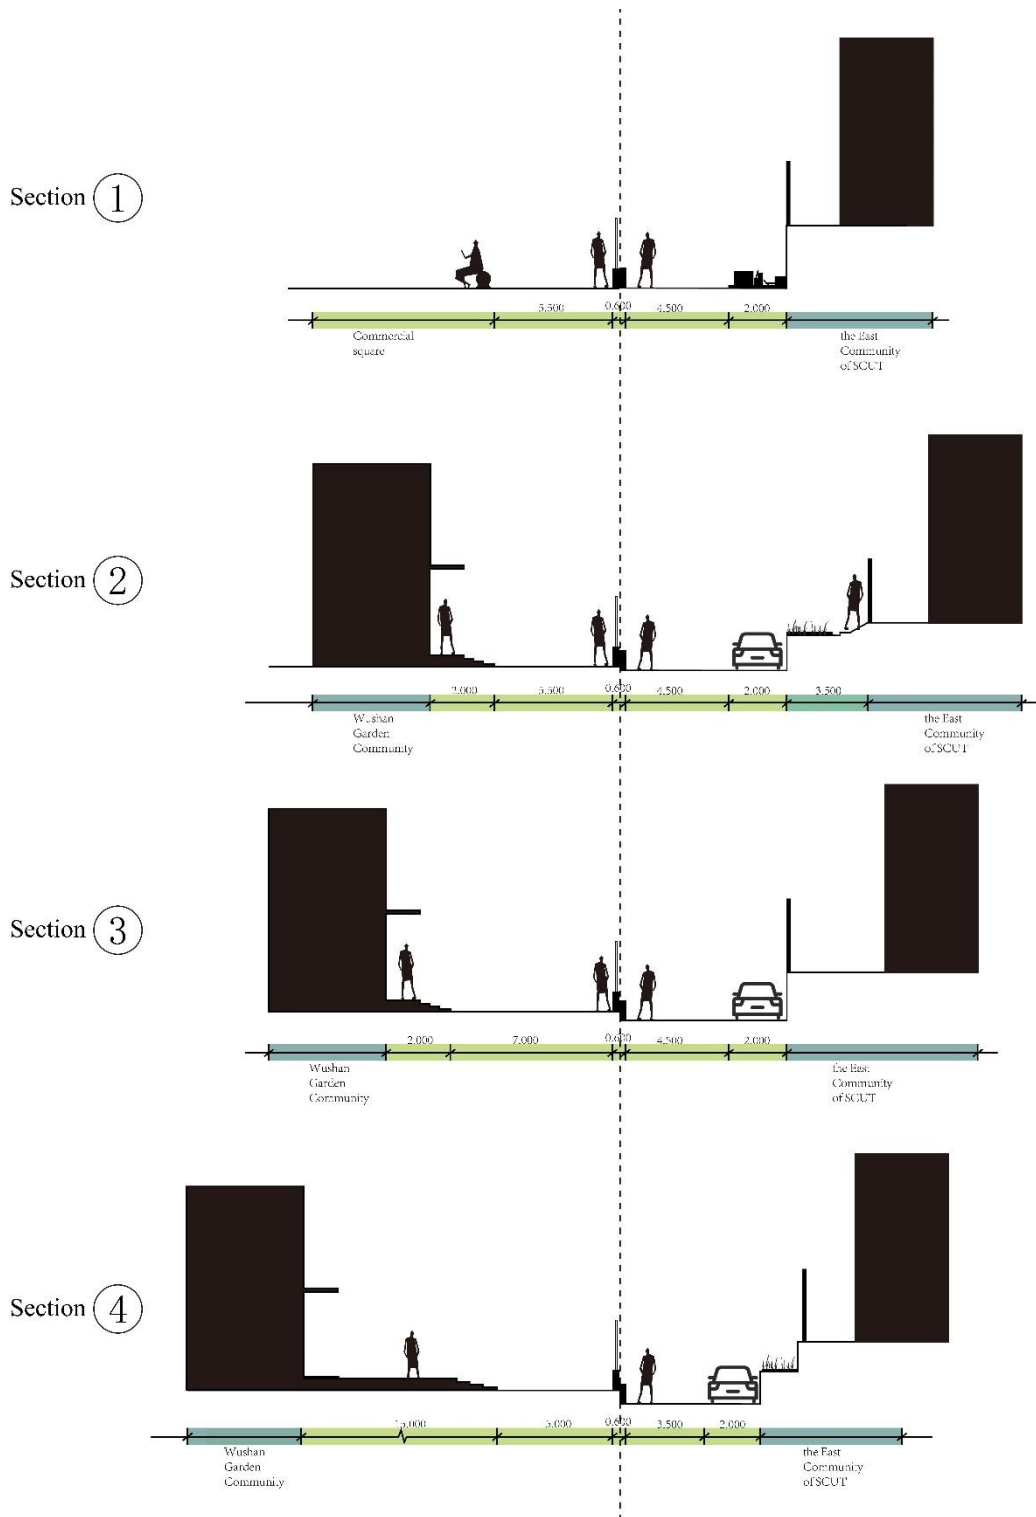 Section 1
5.500 0.600 4.500 2.000
Commercial
square
the East
Community
of SCUT
Section 2
2.000 5.500 0.600 4.500 2.000 3.500
Wushan
Garden
Community
the East
Community
of SCUT
Section 3
2.000 7.000 0.600 4.500 2.000
Wushan
Garden
Community
the East
Community
of SCUT
Section 4
15.000 5.000 0.600 3.500 2.000
Wushan
Garden
Community
the East
Community
of SCUT